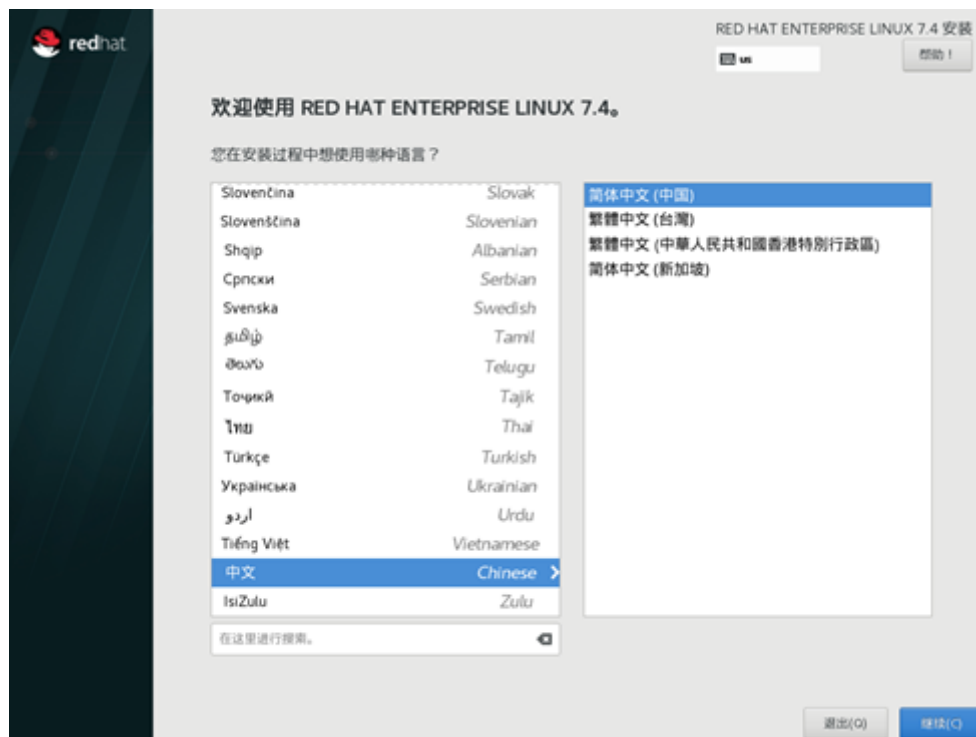 redhat
RED HAT ENTERPRISE LINUX 7.4 安装
us
帮助！
欢迎使用 RED HAT ENTERPRISE LINUX 7.4。
您在安装过程中想使用哪种语言？
Slovenčina Slovak
Slovenščina Slovenian
Shqip Albanian
Српски Serbian
Svenska Swedish
தமிழ் Tamil
తెలుగు Telugu
Тоҷикӣ Tajik
ไทย Thai
Türkçe Turkish
Українська Ukrainian
اردو Urdu
Tiếng Việt Vietnamese
中文 Chinese
IsiZulu Zulu
简体中文 (中国)
繁體中文 (台灣)
繁體中文 (中華人民共和國香港特別行政區)
简体中文 (新加坡)
在这里进行搜索。
退出(Q)
继续(C)